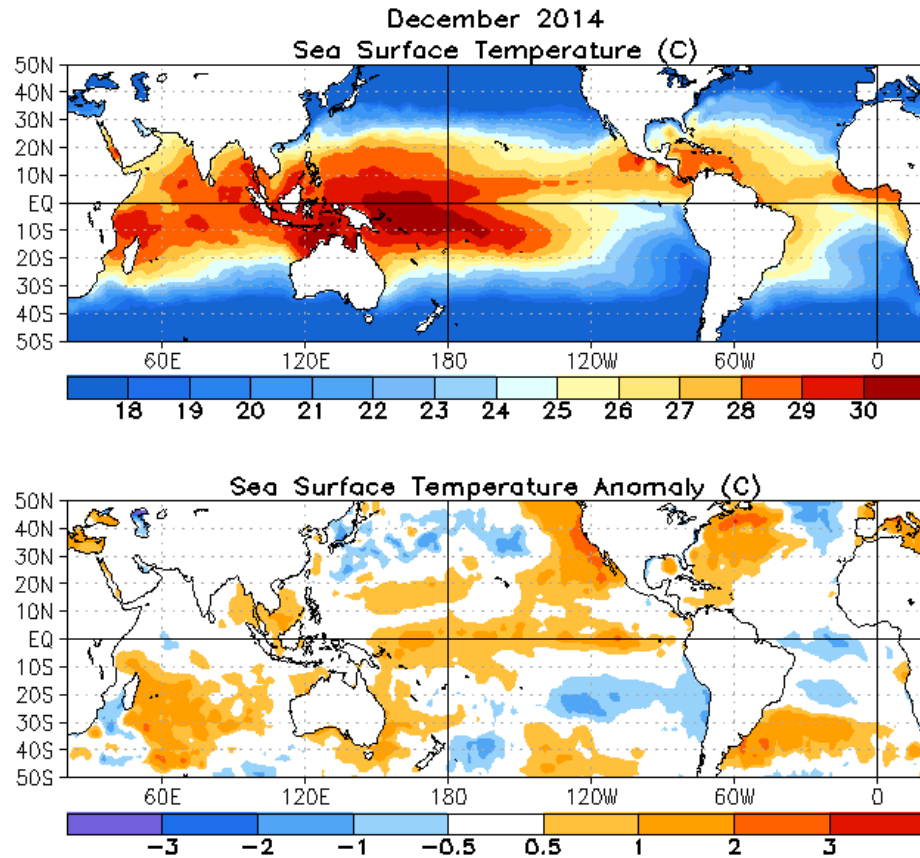 December 2014
Sea Surface Temperature (C)
50N
40N
30N
20N
10N
EQ
10S
20S
30S
40S
50S
60E 120E 180 120W 60W 0
18 19 20 21 22 23 24 25 26 27 28 29 30
Sea Surface Temperature Anomaly (C)
50N
40N
30N
20N
10N
EQ
10S
20S
30S
40S
50S
60E 120E 180 120W 60W 0
-3 -2 -1 -0.5 0.5 1 2 3